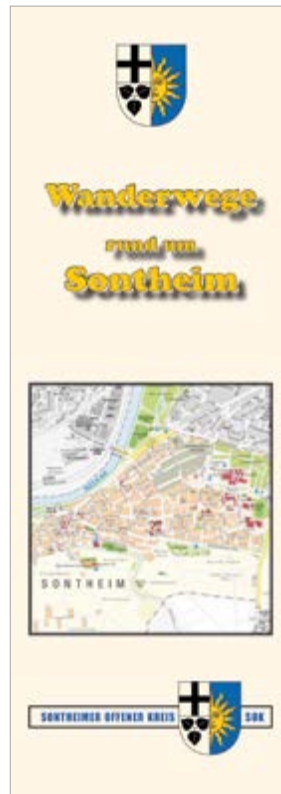 Wanderwege
rund um
Sontheim
SONTHEIM
SONTHEIMER OFFENER KREIS SOK